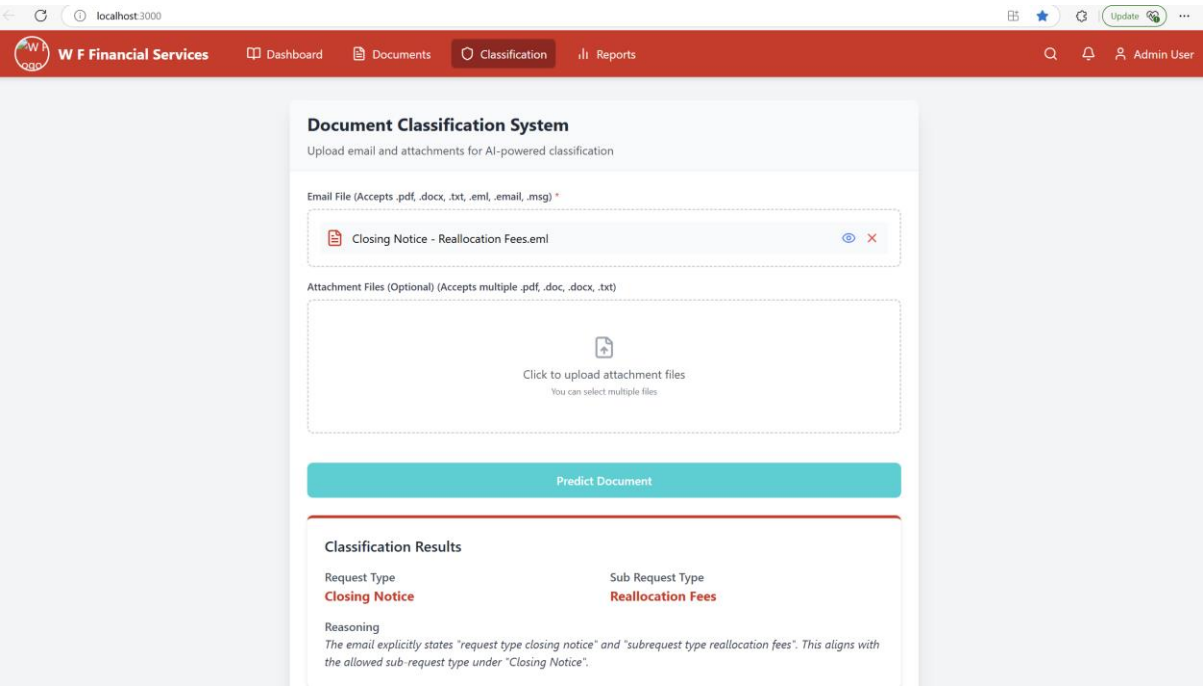 localhost:3000
Update
W F
ogo
W F Financial Services
Dashboard
Documents
Classification
Reports
Admin User
Document Classification System
Upload email and attachments for AI-powered classification
Email File (Accepts .pdf, .docx, .txt, .eml, .email, .msg) *
Closing Notice - Reallocation Fees.eml
Attachment Files (Optional) (Accepts multiple .pdf, .doc, .docx, .txt)
Click to upload attachment files
You can select multiple files
Predict Document
Classification Results
Request Type
Sub Request Type
Closing Notice
Reallocation Fees
Reasoning
The email explicitly states "request type closing notice" and "subrequest type reallocation fees". This aligns with
the allowed sub-request type under "Closing Notice".